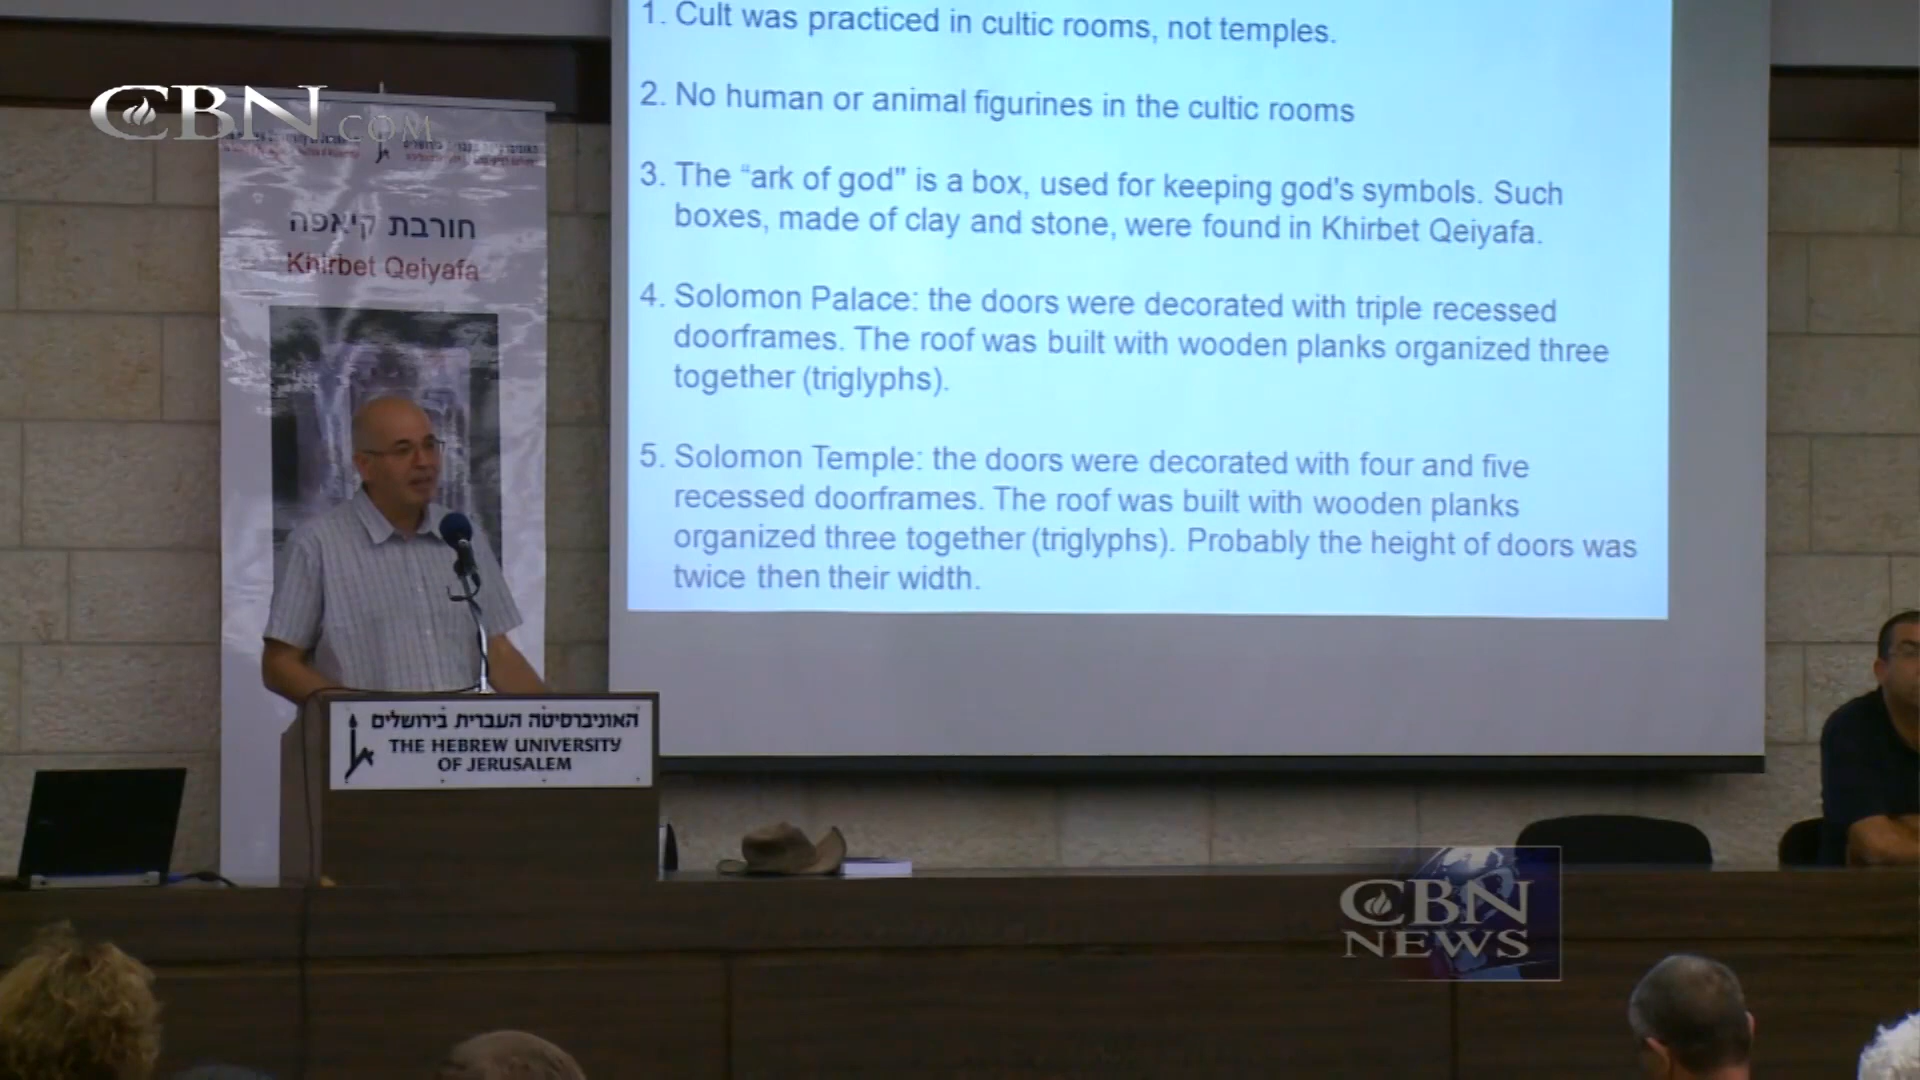 CBN.COM
חורבת קיאפה
Khirbet Qeiyafa
1. Cult was practiced in cultic rooms, not temples.
2. No human or animal figurines in the cultic rooms
3. The “ark of god" is a box, used for keeping god's symbols. Such
boxes, made of clay and stone, were found in Khirbet Qeiyafa.
4. Solomon Palace: the doors were decorated with triple recessed
doorframes. The roof was built with wooden planks organized three
together (triglyphs).
5. Solomon Temple: the doors were decorated with four and five
recessed doorframes. The roof was built with wooden planks
organized three together (triglyphs). Probably the height of doors was
twice then their width.
האוניברסיטה העברית בירושלים
THE HEBREW UNIVERSITY
OF JERUSALEM
CBN
NEWS